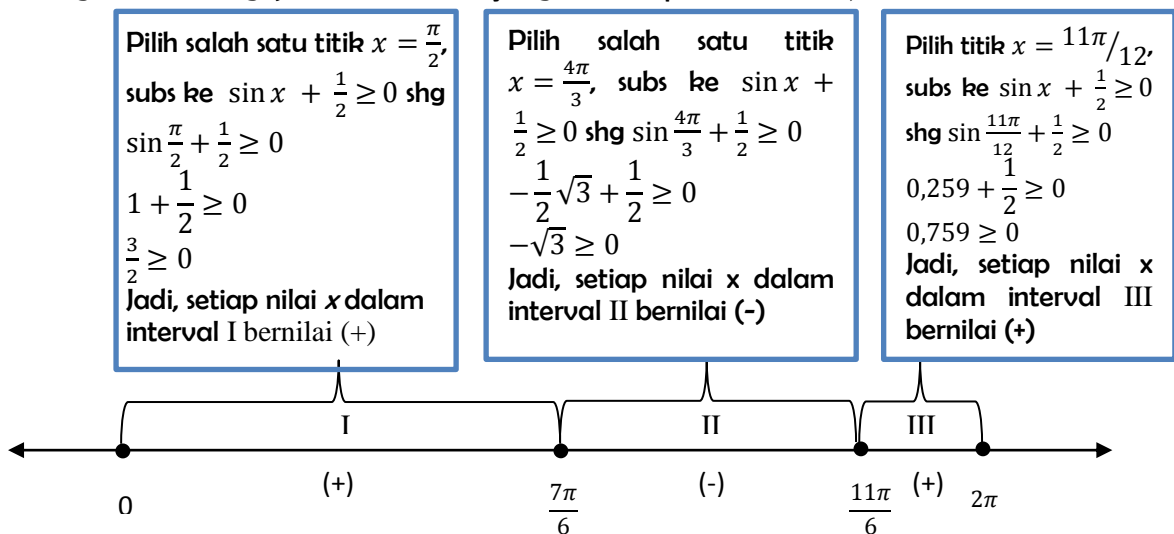 Pilih salah satu titik x = π/2,
subs ke sin x + 1/2 ≥ 0 shg
sin π/2 + 1/2 ≥ 0
1 + 1/2 ≥ 0
3/2 ≥ 0
Jadi, setiap nilai x dalam
interval I bernilai (+)
Pilih salah satu titik
x = 4π/3, subs ke sin x +
1/2 ≥ 0 shg sin 4π/3 + 1/2 ≥ 0
−1/2 √3 + 1/2 ≥ 0
−√3 ≥ 0
Jadi, setiap nilai x dalam
interval II bernilai (-)
Pilih titik x = 11π/12,
subs ke sin x + 1/2 ≥ 0
shg sin 11π/12 + 1/2 ≥ 0
0,259 + 1/2 ≥ 0
0,759 ≥ 0
Jadi, setiap nilai x
dalam interval III
bernilai (+)
I II III
(+) (-) (+)
0 7π/6 11π/6 2π